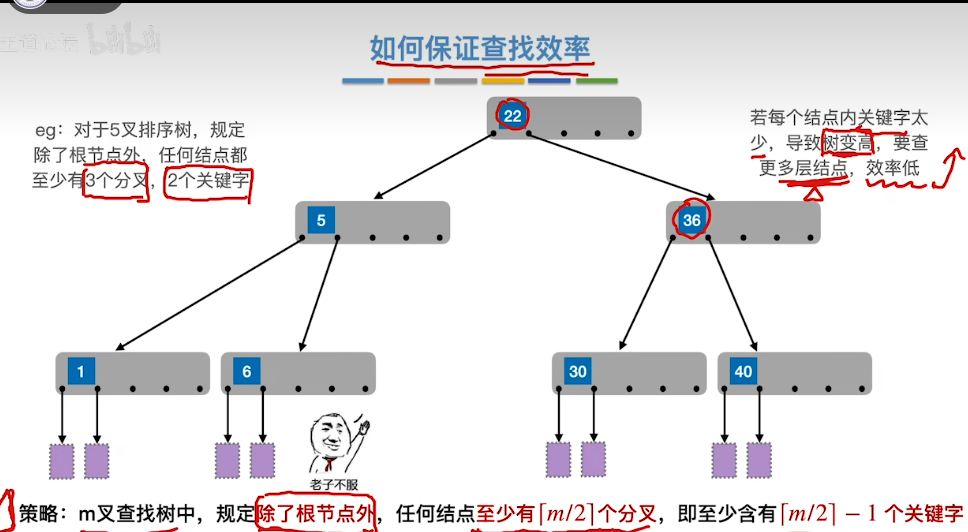 如何保证查找效率
eg：对于5叉排序树，规定
除了根节点外，任何结点都
至少有3个分叉，2个关键字
若每个结点内关键字太
少，导致树变高，要查
更多层结点，效率低
22
5
36
1
6
30
40
老子不服
策略：m叉查找树中，规定除了根节点外，任何结点至少有⌈m/2⌉个分叉，即至少含有⌈m/2⌉ − 1 个关键字